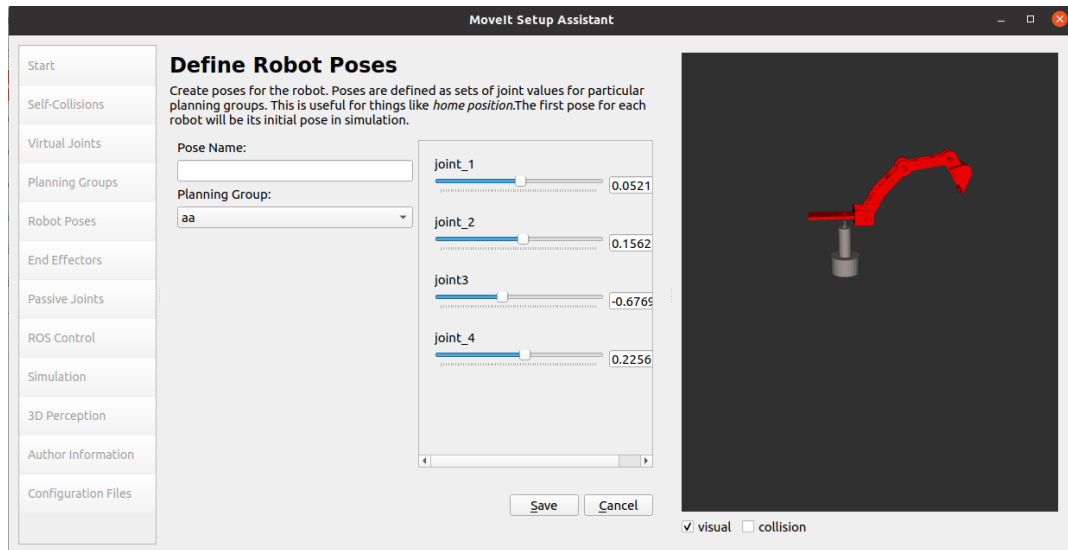 MoveIt Setup Assistant
Start
Self-Collisions
Virtual Joints
Planning Groups
Robot Poses
End Effectors
Passive Joints
ROS Control
Simulation
3D Perception
Author Information
Configuration Files
Define Robot Poses
Create poses for the robot. Poses are defined as sets of joint values for particular
planning groups. This is useful for things like home position.The first pose for each
robot will be its initial pose in simulation.
Pose Name:
Planning Group:
aa
joint_1
0.0521
joint_2
0.1562
joint3
-0.6769
joint_4
0.2256
Save
Cancel
visual
collision